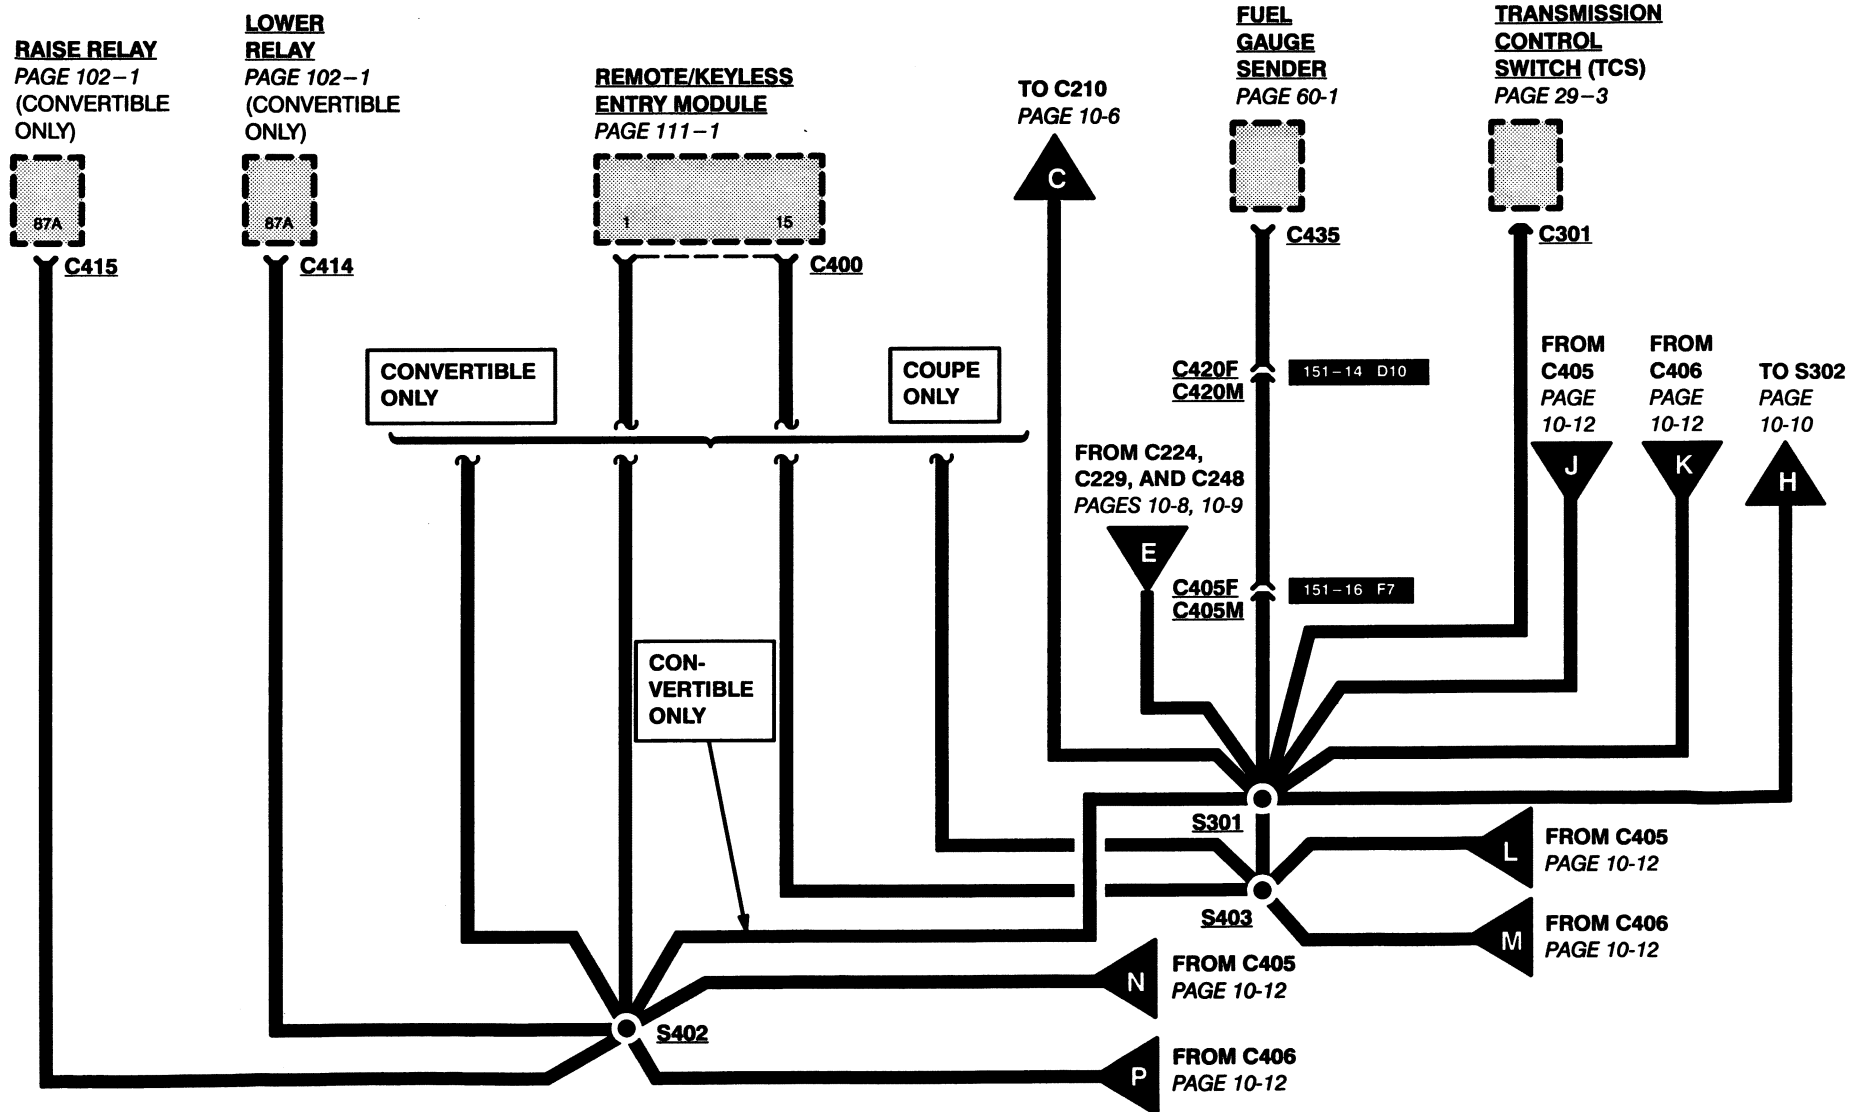 RAISE RELAY
PAGE 102–1
(CONVERTIBLE
ONLY)
87A
C415
LOWER
RELAY
PAGE 102–1
(CONVERTIBLE
ONLY)
87A
C414
REMOTE/KEYLESS
ENTRY MODULE
PAGE 111–1
1 15
C400
TO C210
PAGE 10-6
C
FUEL
GAUGE
SENDER
PAGE 60-1
C435
TRANSMISSION
CONTROL
SWITCH (TCS)
PAGE 29–3
C301
CONVERTIBLE
ONLY
COUPE
ONLY
C420F
C420M
151–14 D10
FROM
C405
PAGE
10-12
J
FROM
C406
PAGE
10-12
K
TO S302
PAGE
10-10
H
FROM C224,
C229, AND C248
PAGES 10-8, 10-9
E
C405F
C405M
151–16 F7
CON-
VERTIBLE
ONLY
S301
L
FROM C405
PAGE 10-12
S403
M
FROM C406
PAGE 10-12
N
FROM C405
PAGE 10-12
S402
P
FROM C406
PAGE 10-12